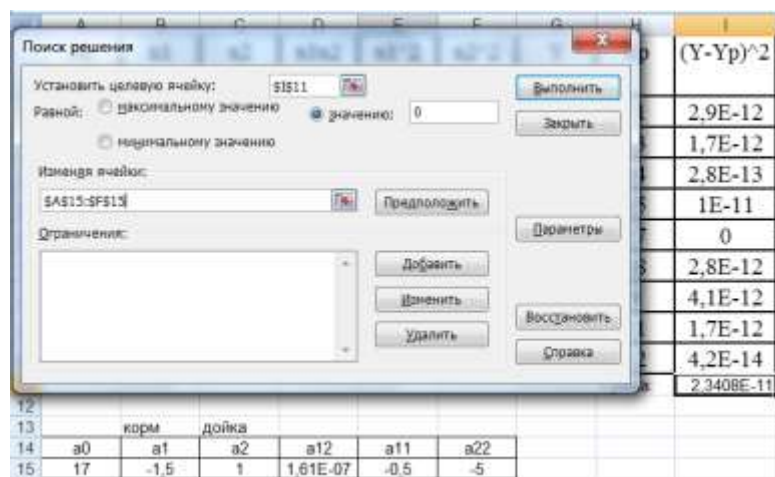 Поиск решения
(Y-Yp)^2
Установить целевую ячейку: $I$11
Выполнить
Равной: максимальному значению значению: 0
Закрыть
2,9E-12
минимальному значению
1,7E-12
Изменяя ячейки:
2,8E-13
$A$15:$F$15 Предположить
1E-11
Ограничения:
Параметры
0
Добавить
2,8E-12
Изменить
4,1E-12
Восстановить
Удалить
1,7E-12
Справка
4,2E-14
2,3408E-11
12
13 корм дойка
14 a0 a1 a2 a12 a11 a22
15 17 -1,5 1 1,61E-07 -0,5 -5